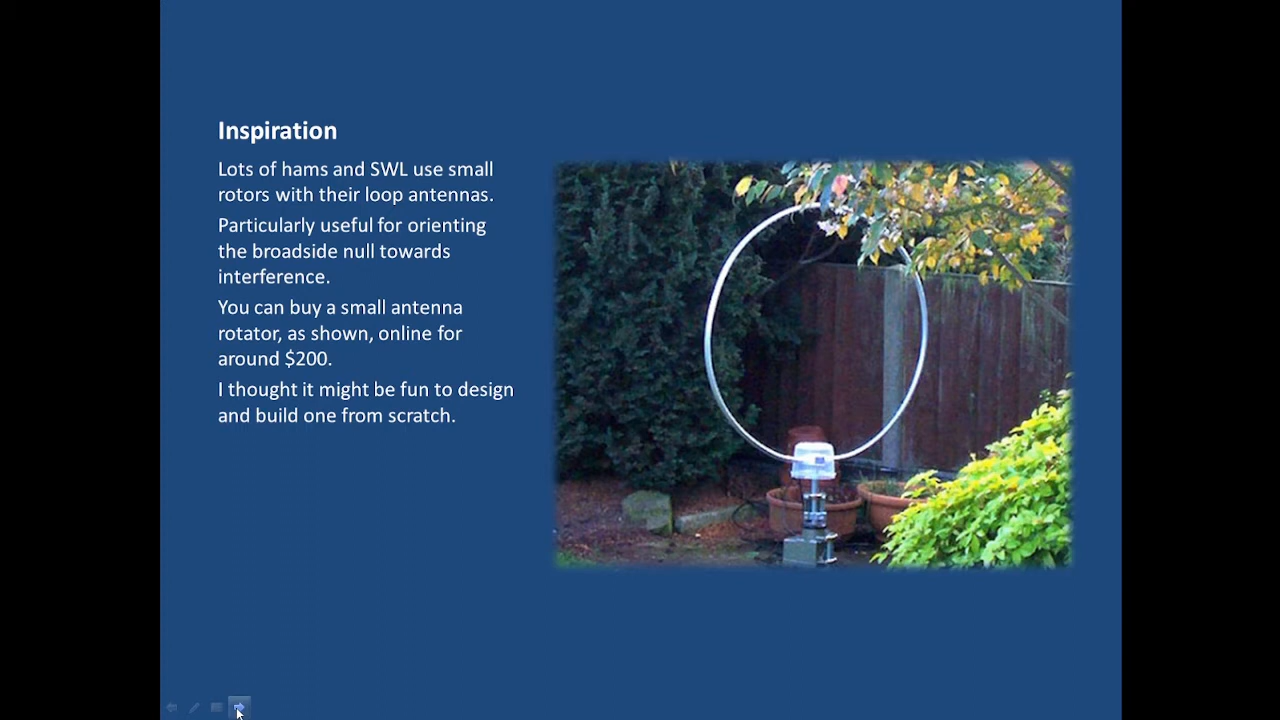 Inspiration
Lots of hams and SWL use small
rotors with their loop antennas.
Particularly useful for orienting
the broadside null towards
interference.
You can buy a small antenna
rotator, as shown, online for
around $200.
I thought it might be fun to design
and build one from scratch.